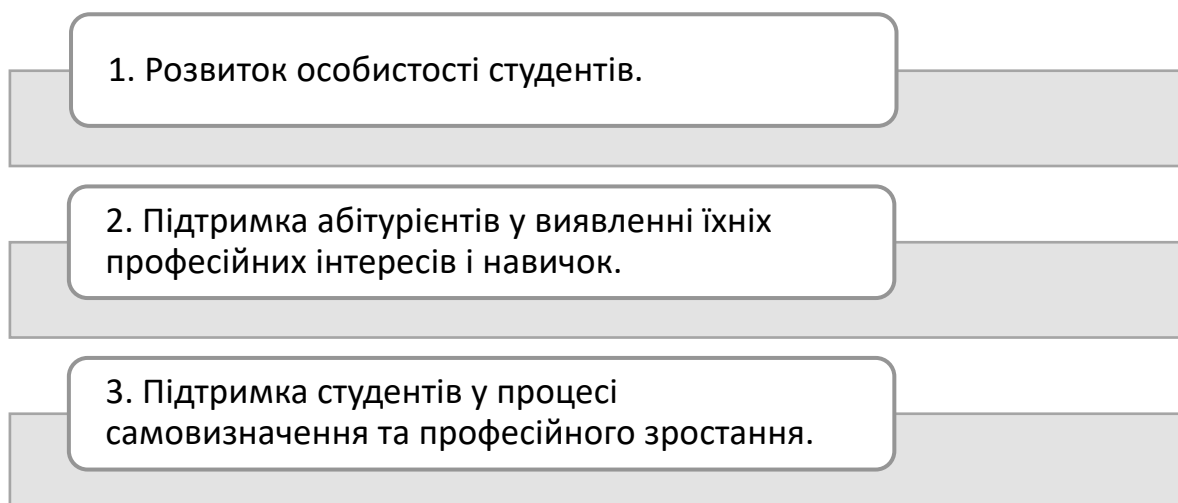 1. Розвиток особистості студентів.
2. Підтримка абітурієнтів у виявленні їхніх
професійних інтересів і навичок.
3. Підтримка студентів у процесі
самовизначення та професійного зростання.